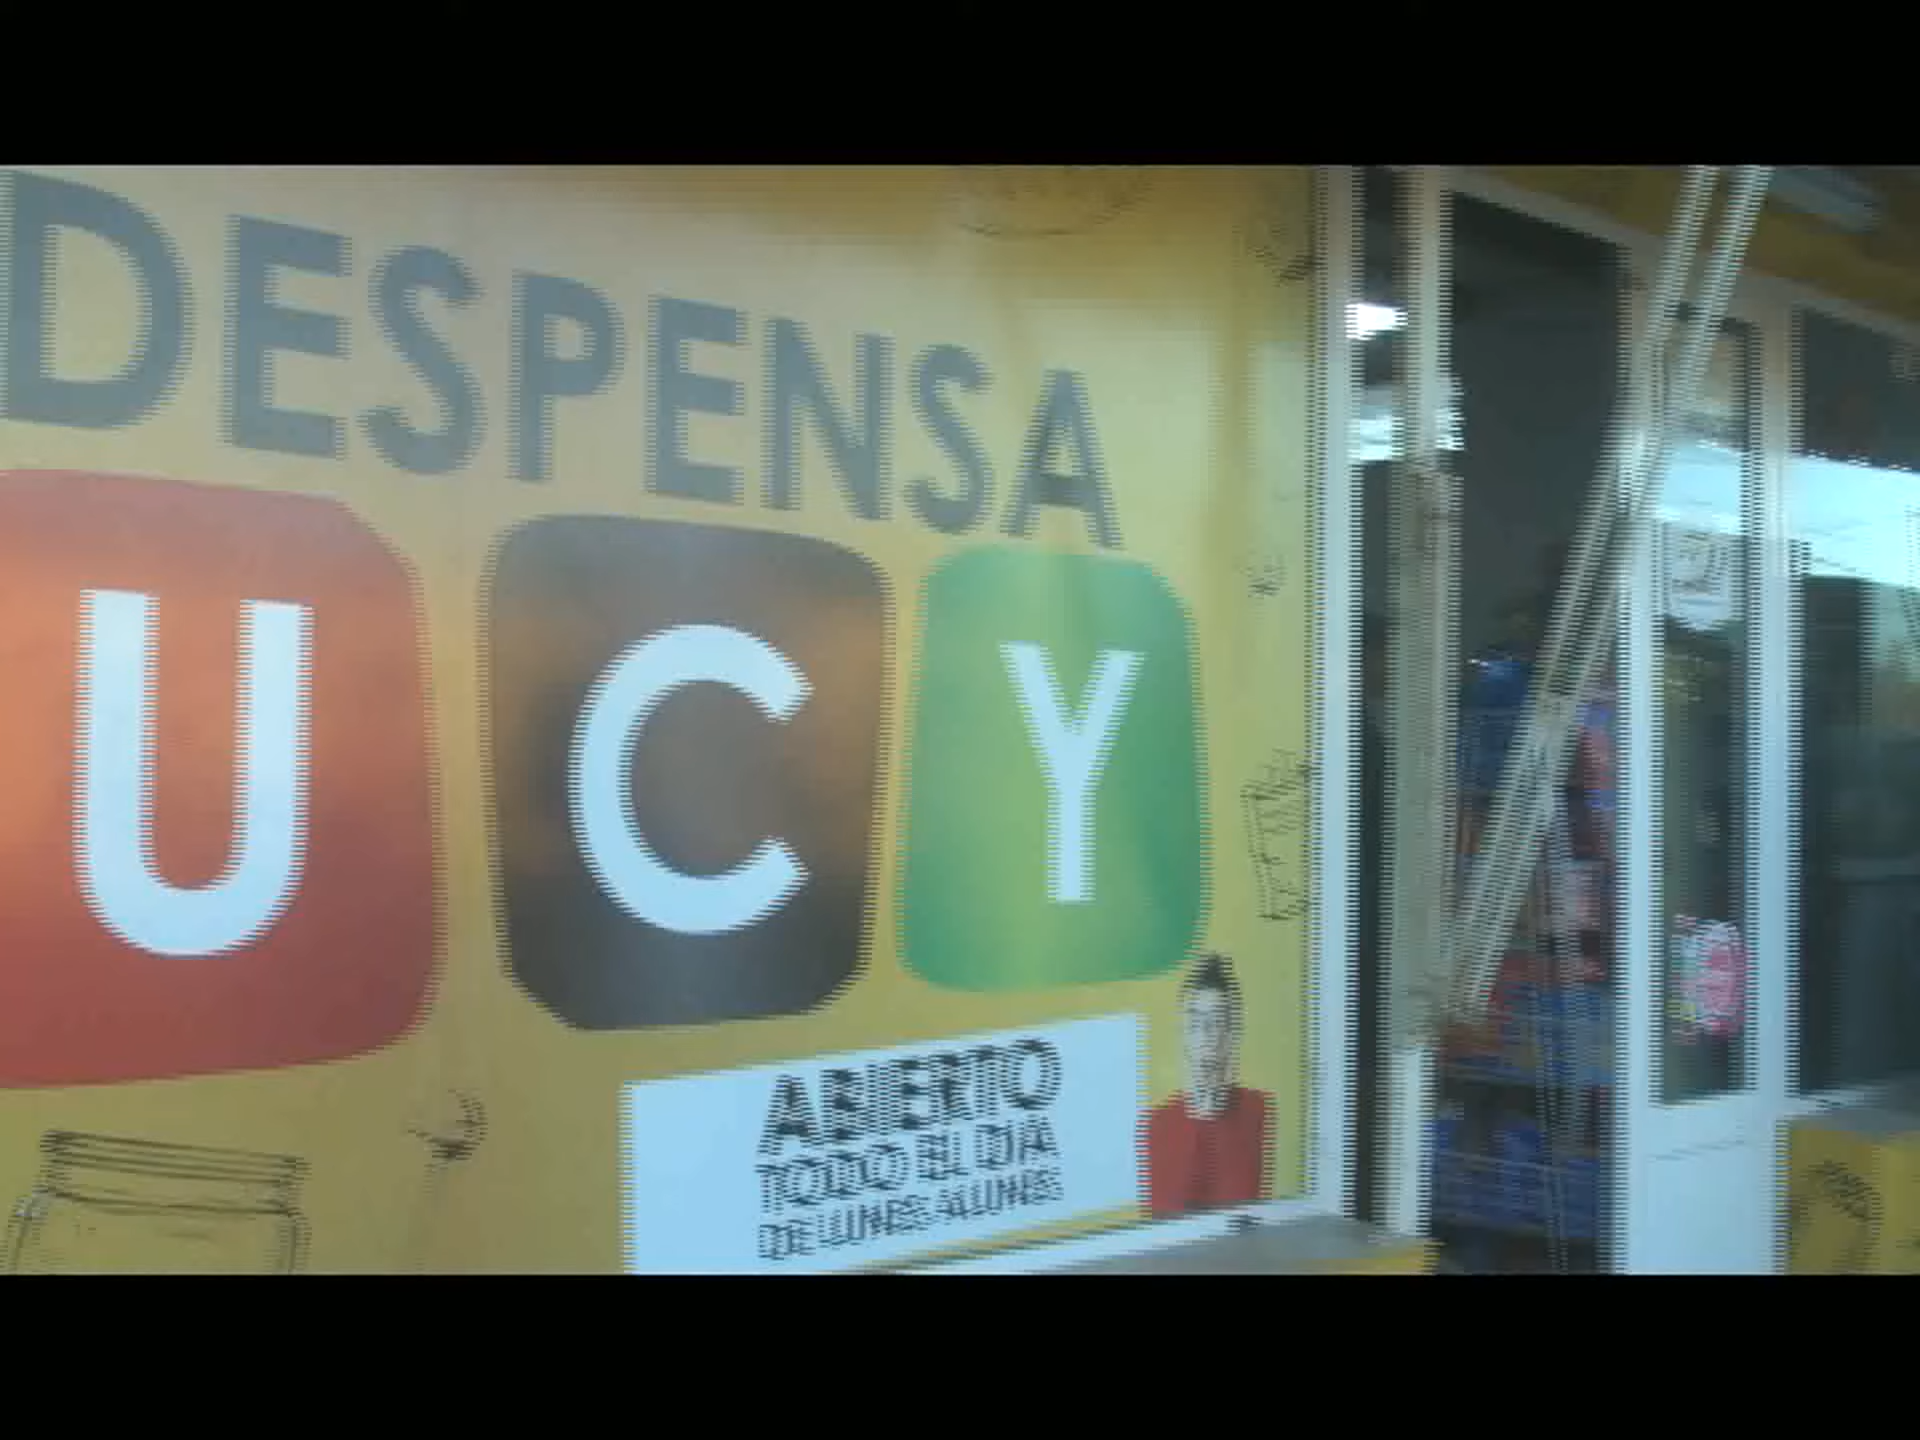 DESPENSA
UCY
ABIERTO
TODO EL DIA
DE LUNES A LUNES